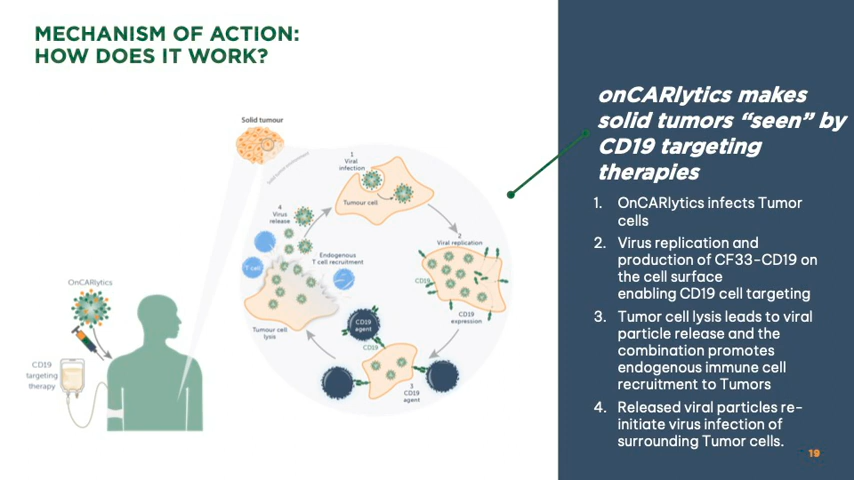 MECHANISM OF ACTION:
HOW DOES IT WORK?
Solid tumour
1
Viral
infection
Tumour cell
2
Viral replication
CD19
CD19
expression
3
CD19
agent
CD19
CD19
agent
Tumour cell
lysis
Endogenous
T cell recruitment
T cell
4
Virus
release
OnCARlytics
CD19
targeting
therapy
onCARlytics makes
solid tumors “seen” by
CD19 targeting
therapies
1. OnCARlytics infects Tumor
cells
2. Virus replication and
production of CF33-CD19 on
the cell surface
enabling CD19 cell targeting
3. Tumor cell lysis leads to viral
particle release and the
combination promotes
endogenous immune cell
recruitment to Tumors
4. Released viral particles re-
initiate virus infection of
surrounding Tumor cells.
19